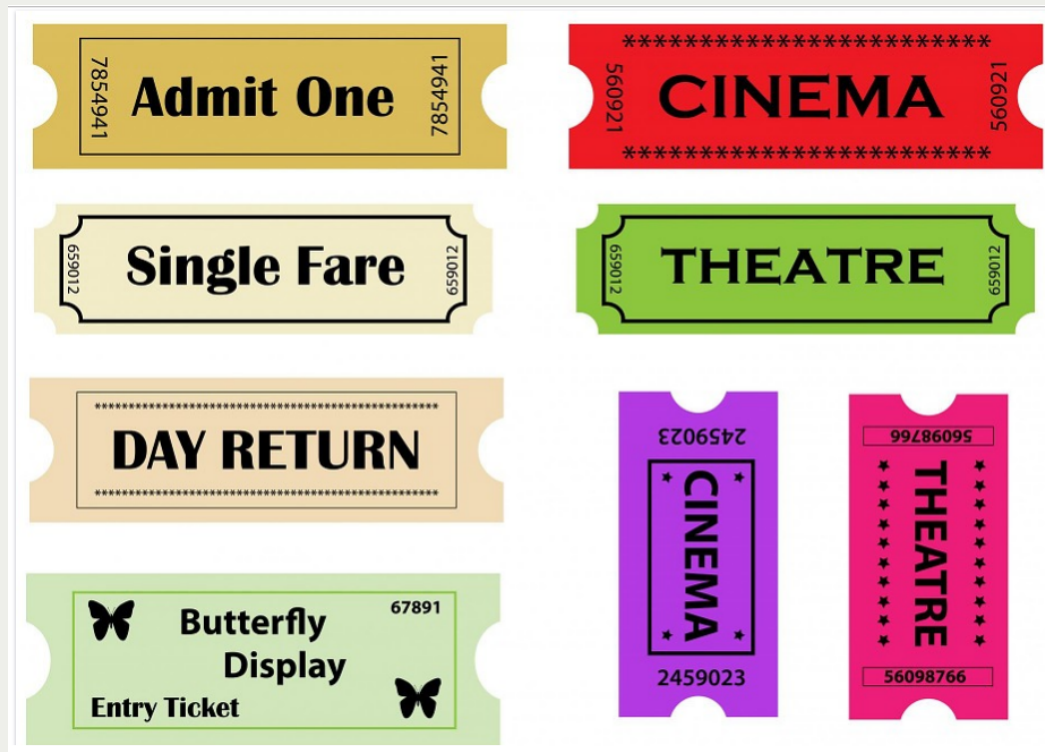 7854941
Admit One
7854941
************************
560921
CINEMA
560921
************************
659012
Single Fare
659012
659012
THEATRE
659012
DAY RETURN
2459023
CINEMA
2459023
56098766
THEATRE
56098766
67891
Butterfly
Display
Entry Ticket